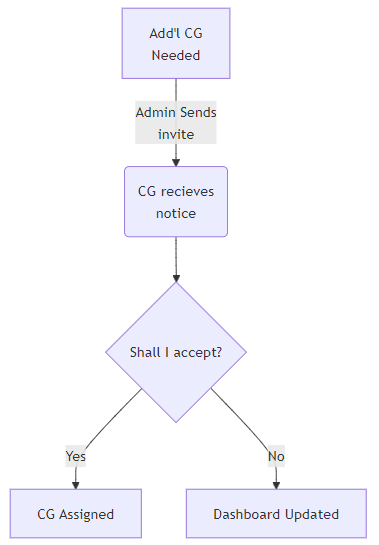 Add'l CG
Needed
Admin Sends
invite
CG recieves
notice
Shall I accept?
Yes
No
CG Assigned
Dashboard Updated